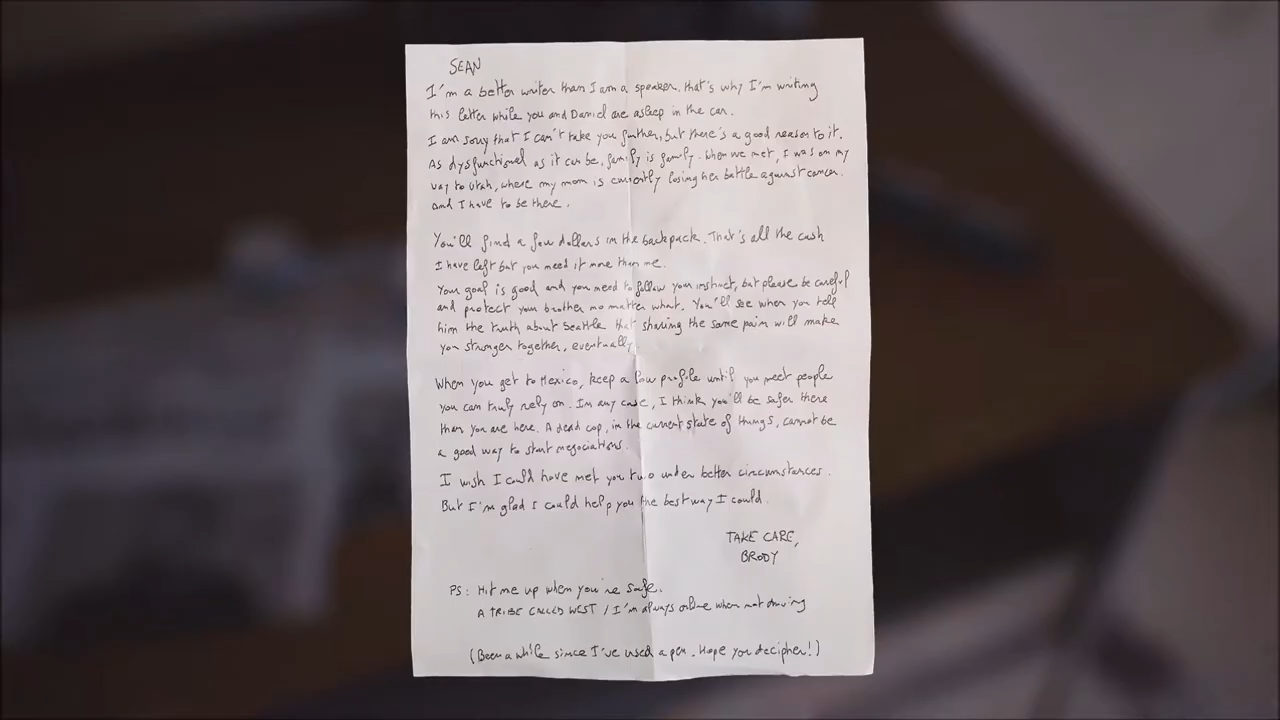 SEAN
I'm a better writer than I am a speaker. that's why I'm writing
this letter while you and Daniel are asleep in the car.
I am sorry that I can't take you further, but there's a good reason to it.
As dysfunctional as it can be, family is family. When we met, I was on my
way to Utah, where my mom is currently losing her battle against cancer.
and I have to be there.
You'll find a few dollars in the backpack. That's all the cash
I have left but you need it more than me.
Your goal is good and you need to follow your instinct, but please be careful
and protect your brother no matter what. You'll see when you tell
him the truth about Seattle that sharing the same pain will make
you stronger together, eventually.
When you get to Mexico, keep a low profile until you meet people
you can truly rely on. In any case, I think you'll be safer there
than you are here. A dead cop, in the current state of things, cannot be
a good way to start negociations.
I wish I could have met you two under better circumstances.
But I'm glad I could help you the best way I could.
TAKE CARE,
BRODY
PS: Hit me up when you're safe.
A TRIBE CALLED WEST / I'm always online when not driving
(Been a while since I've used a pen. Hope you decipher!)